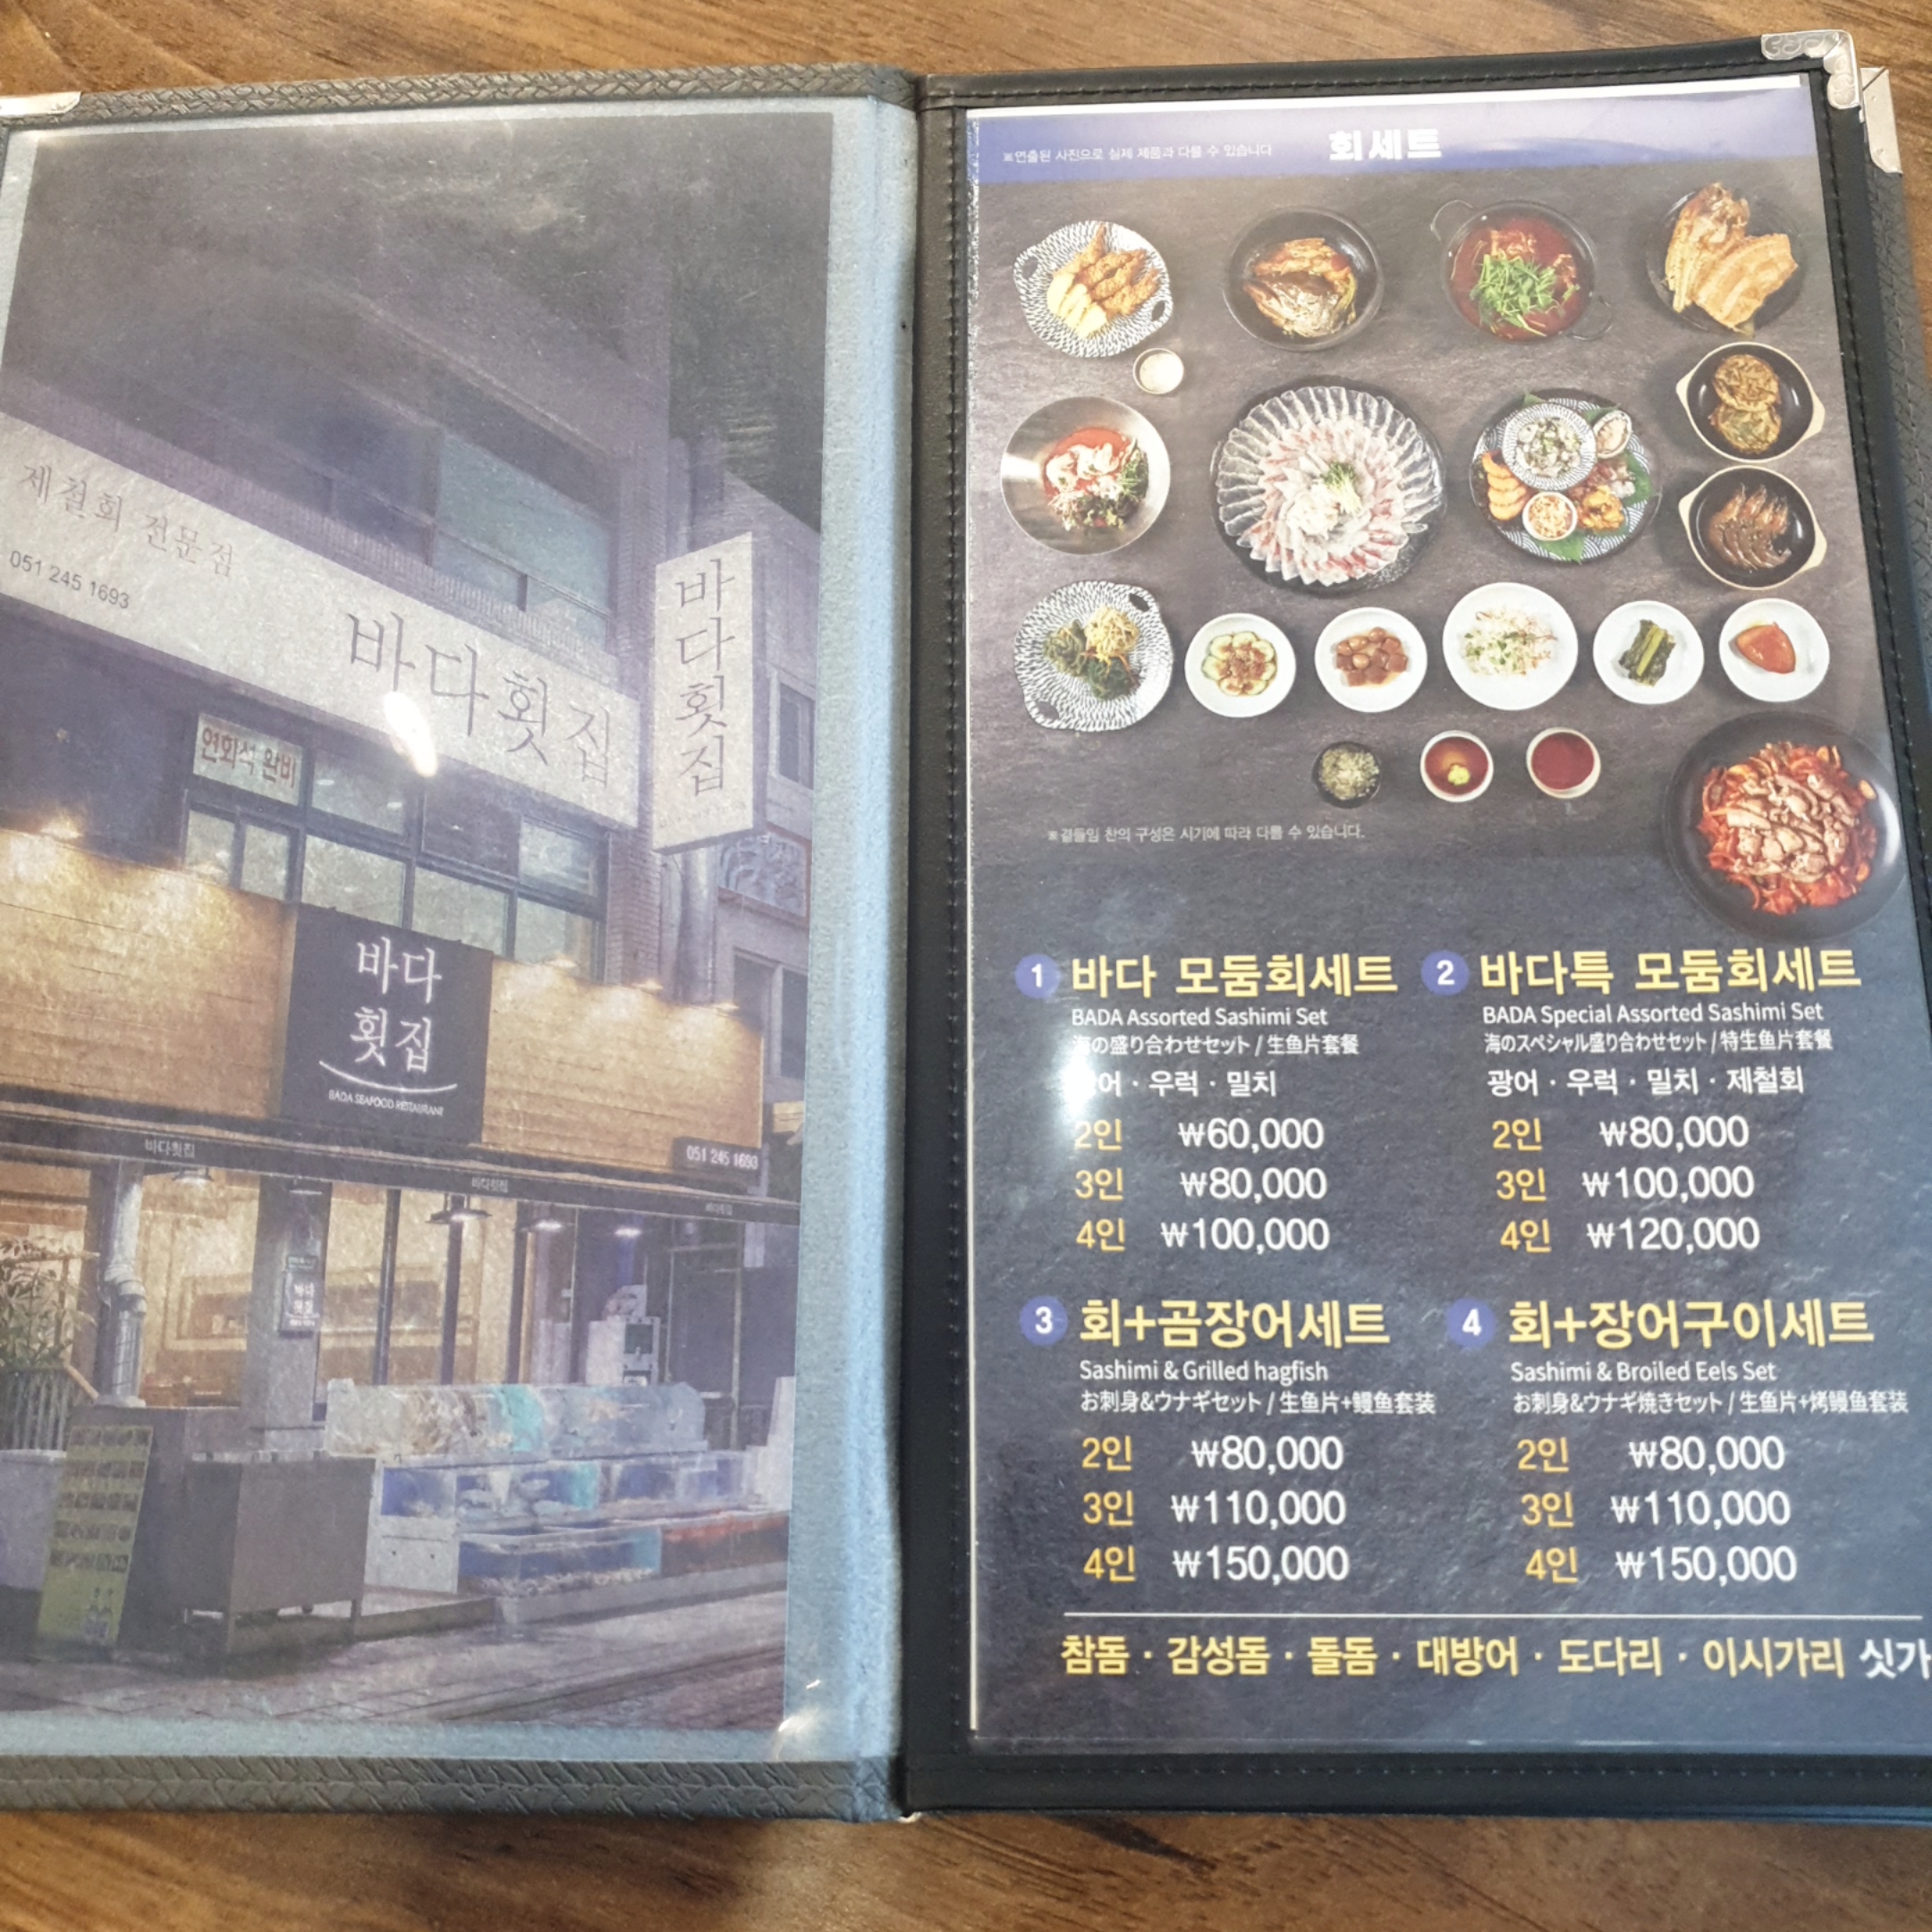 제철회 전문점
051 245 1693
바다횟집
바다횟집
연회석 완비
바다
횟집
BADA SEAFOOD RESTAURANT
051 245 1693
바다횟집
바다횟집
※연출된 사진으로 실제 제품과 다를 수 있습니다
회세트
※곁들임 찬의 구성은 시기에 따라 다를 수 있습니다.
1 바다 모둠회세트
BADA Assorted Sashimi Set
海の盛り合わせセット / 生鱼片套餐
어 · 우럭 · 밀치
2인 ₩60,000
3인 ₩80,000
4인 ₩100,000
2 바다특 모둠회세트
BADA Special Assorted Sashimi Set
海のスペシャル盛り合わせセット / 特生鱼片套餐
광어 · 우럭 · 밀치 · 제철회
2인 ₩80,000
3인 ₩100,000
4인 ₩120,000
3 회+곰장어세트
Sashimi & Grilled hagfish
お刺身&ウナギセット / 生鱼片+鳗鱼套装
2인 ₩80,000
3인 ₩110,000
4인 ₩150,000
4 회+장어구이세트
Sashimi & Broiled Eels Set
お刺身&ウナギ焼きセット / 生鱼片+烤鳗鱼套装
2인 ₩80,000
3인 ₩110,000
4인 ₩150,000
참돔 · 감성돔 · 돌돔 · 대방어 · 도다리 · 이시가리 싯가